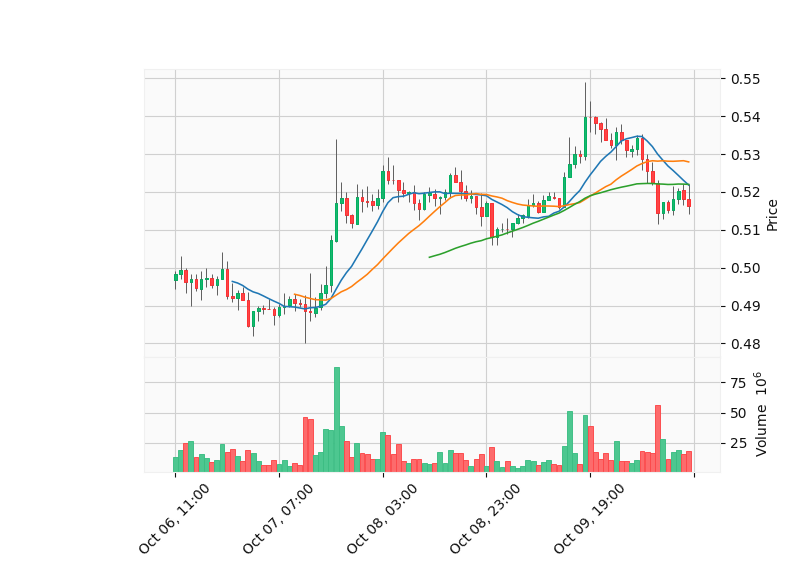 0.55
0.54
0.53
0.52
0.51
0.50
0.49
0.48
Price
75
50
25
Volume 10^6
Oct 06, 11:00
Oct 07, 07:00
Oct 08, 03:00
Oct 08, 23:00
Oct 09, 19:00